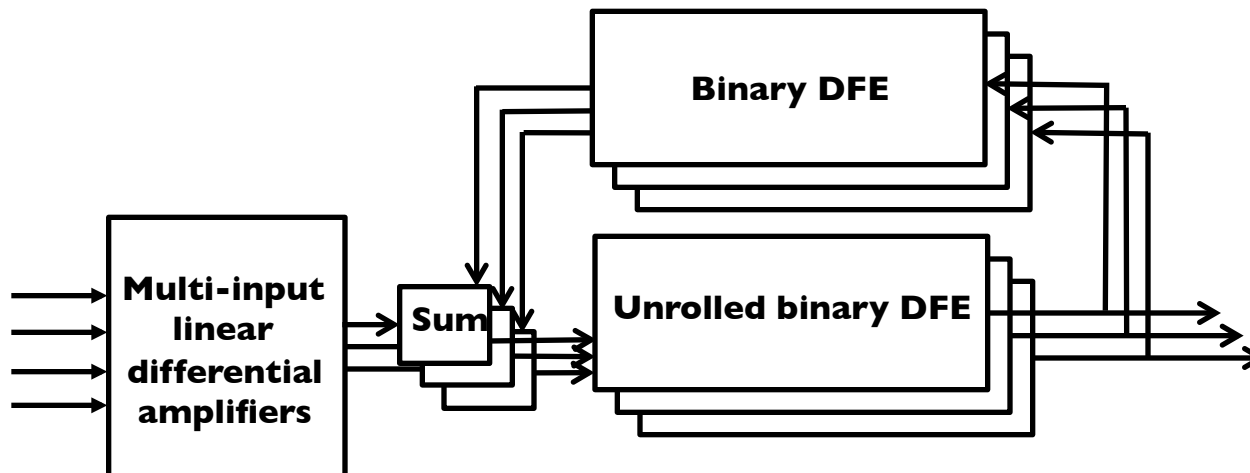 Binary DFE
Multi-input
linear
differential
amplifiers
Sum
Unrolled binary DFE